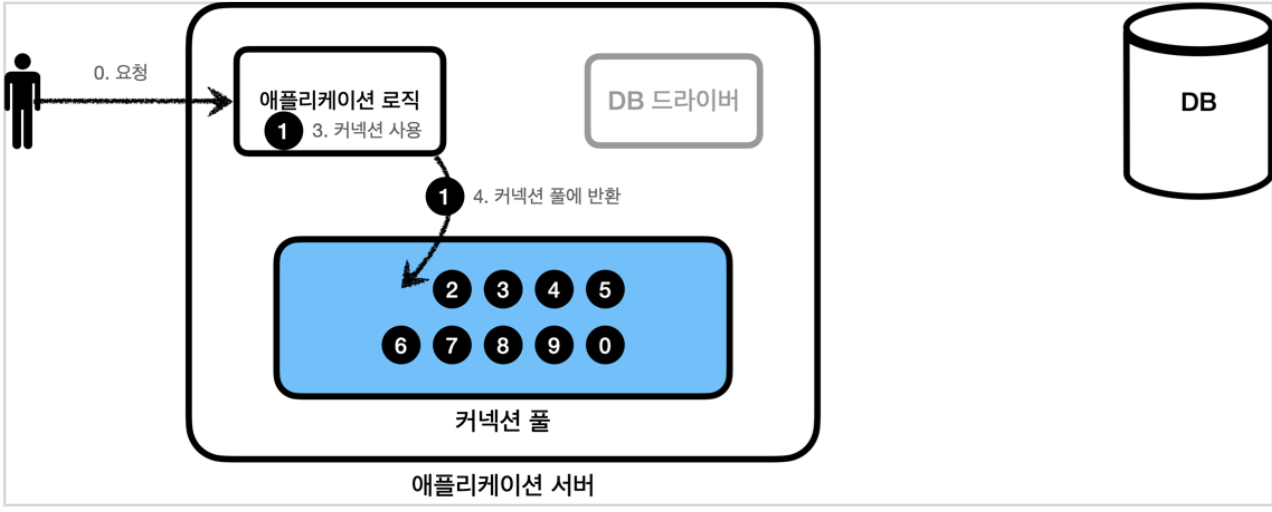 0. 요청
애플리케이션 로직
1 3. 커넥션 사용
DB 드라이버
DB
1 4. 커넥션 풀에 반환
2 3 4 5
6 7 8 9 0
커넥션 풀
애플리케이션 서버